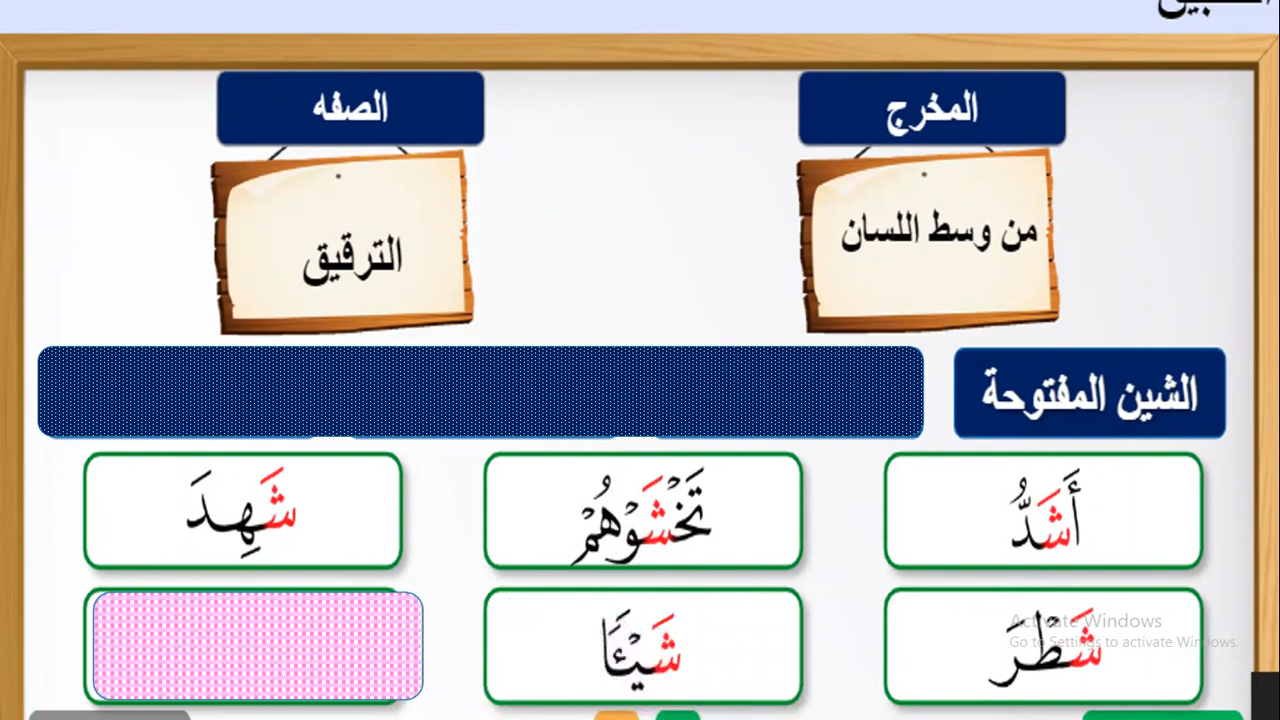 المخرج
الصفه
من وسط اللسان
الترقيق
الشين المفتوحة
أَشَدُّ
تَخْشَوْهُمْ
شَهِدَ
شَطْرَ
شَيْـًٔا
Activate Windows
Go to Settings to activate Windows.